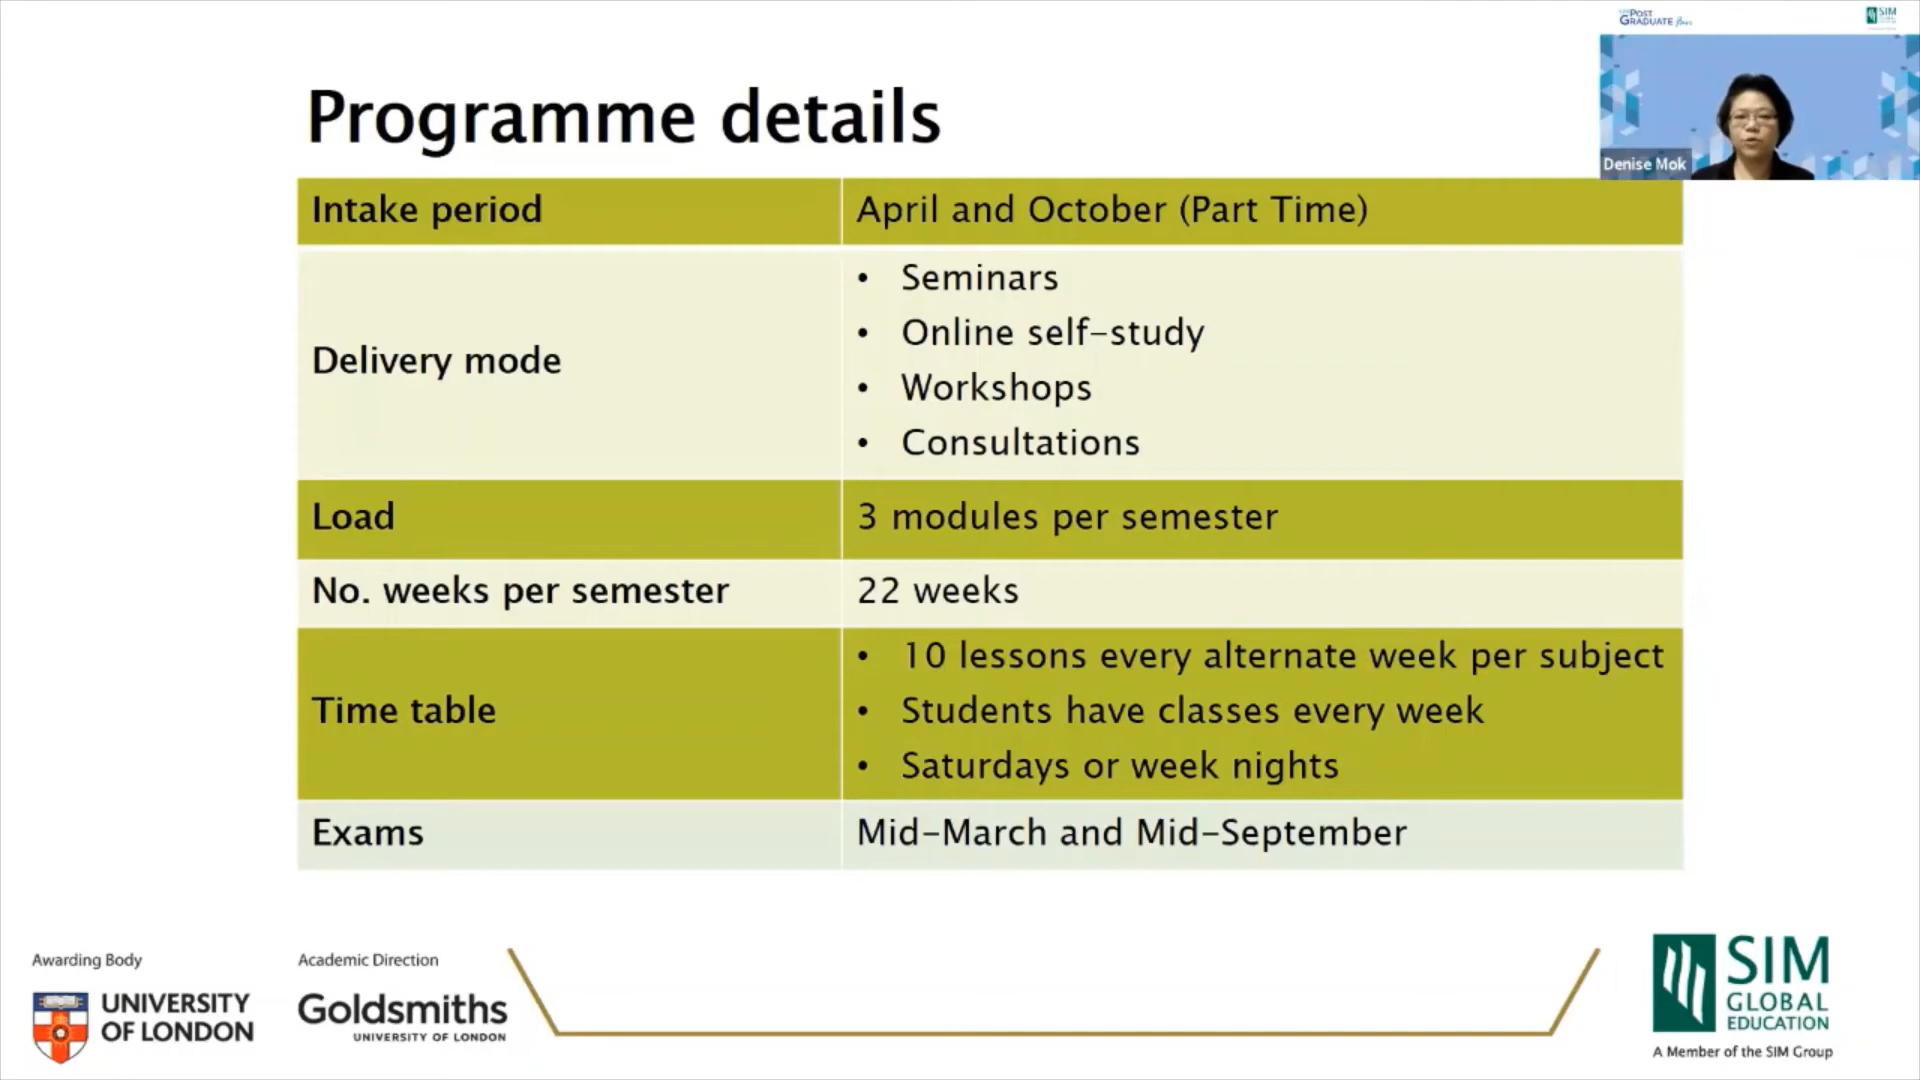 POST
GRADUATE
SIM
Denise Mok
Programme details
Intake period
April and October (Part Time)
Delivery mode
• Seminars
• Online self-study
• Workshops
• Consultations
Load
3 modules per semester
No. weeks per semester
22 weeks
Time table
• 10 lessons every alternate week per subject
• Students have classes every week
• Saturdays or week nights
Exams
Mid-March and Mid-September
Awarding Body
UNIVERSITY
OF LONDON
Academic Direction
Goldsmiths
UNIVERSITY OF LONDON
SIM
GLOBAL
EDUCATION
A Member of the SIM Group